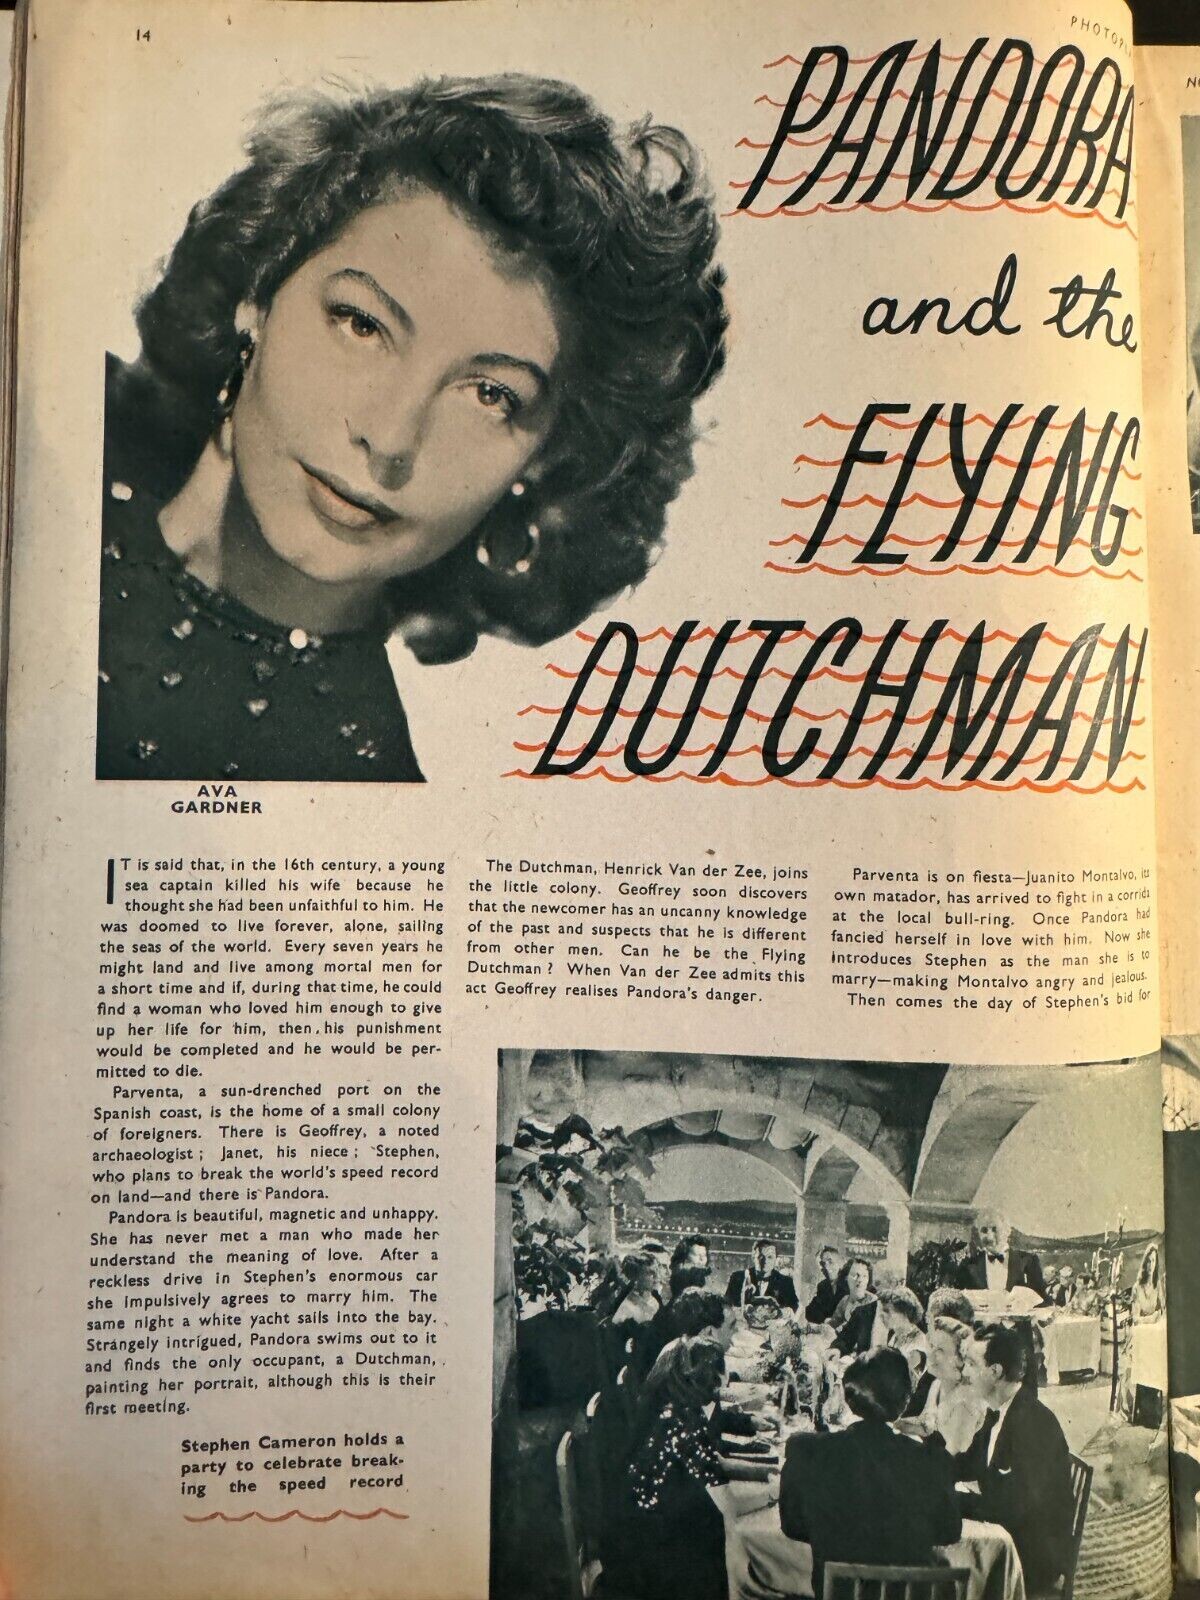 14
PANDORA
and the
FLYING
DUTCHMAN
AVA
GARDNER
IT is said that, in the 16th century, a young
sea captain killed his wife because he
thought she had been unfaithful to him. He
was doomed to live forever, alone, sailing
the seas of the world. Every seven years he
might land and live among mortal men for
a short time and if, during that time, he could
find a woman who loved him enough to give
up her life for him, then, his punishment
would be completed and he would be per-
mitted to die.
Parventa, a sun-drenched port on the
Spanish coast, is the home of a small colony
of foreigners. There is Geoffrey, a noted
archaeologist ; Janet, his niece ; Stephen,
who plans to break the world's speed record
on land—and there is Pandora.
Pandora is beautiful, magnetic and unhappy.
She has never met a man who made her
understand the meaning of love. After a
reckless drive in Stephen's enormous car
she impulsively agrees to marry him. The
same night a white yacht sails into the bay.
Strangely intrigued, Pandora swims out to it
and finds the only occupant, a Dutchman,
painting her portrait, although this is their
first meeting.
Stephen Cameron holds a
party to celebrate break-
ing the speed record
The Dutchman, Henrick Van der Zee, joins
the little colony. Geoffrey soon discovers
that the newcomer has an uncanny knowledge
of the past and suspects that he is different
from other men. Can he be the Flying
Dutchman ? When Van der Zee admits this
act Geoffrey realises Pandora's danger.
Parventa is on fiesta—Juanito Montalvo, its
own matador, has arrived to fight in a corrida
at the local bull-ring. Once Pandora had
fancied herself in love with him. Now she
introduces Stephen as the man she is to
marry—making Montalvo angry and jealous.
Then comes the day of Stephen's bid for